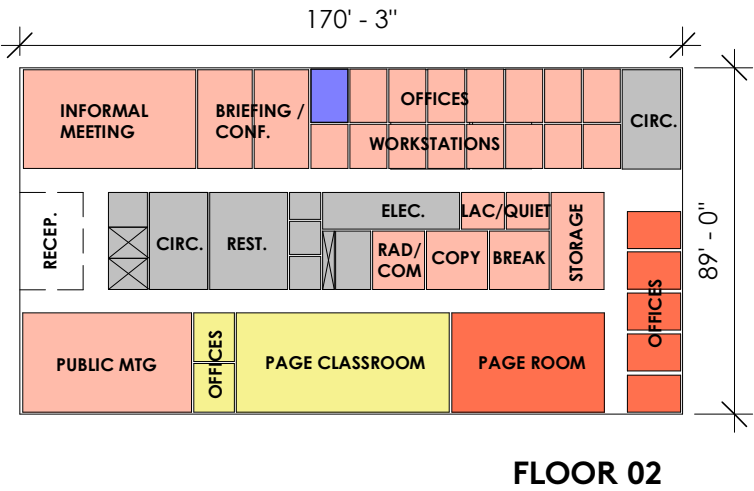 170' - 3"
INFORMAL
MEETING
BRIEFING /
CONF.
OFFICES
WORKSTATIONS
CIRC.
RECEP.
CIRC.
REST.
ELEC.
LAC/QUIET
RAD/
COM
COPY
BREAK
STORAGE
89' - 0"
OFFICES
PUBLIC MTG
OFFICES
PAGE CLASSROOM
PAGE ROOM
FLOOR 02